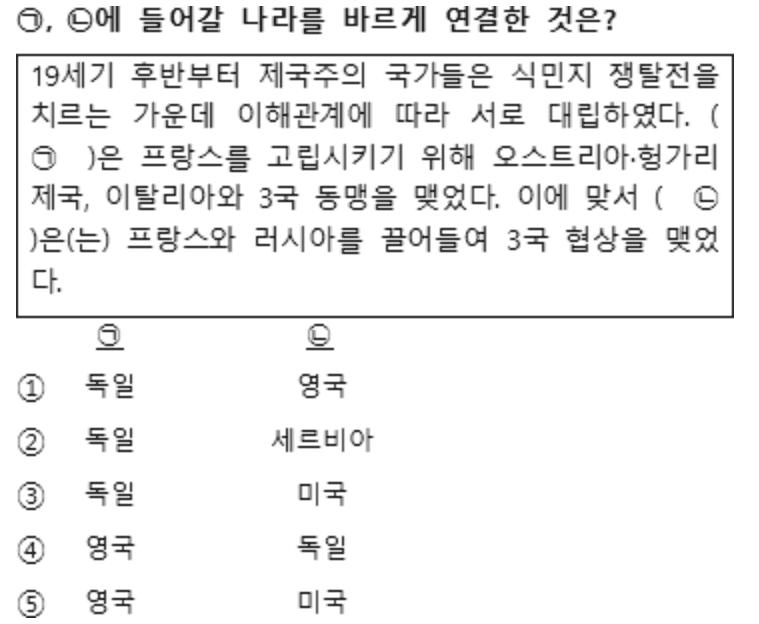 ㉠, ㉡에 들어갈 나라를 바르게 연결한 것은?
19세기 후반부터 제국주의 국가들은 식민지 쟁탈전을
치르는 가운데 이해관계에 따라 서로 대립하였다. (
㉠ )은 프랑스를 고립시키기 위해 오스트리아·헝가리
제국, 이탈리아와 3국 동맹을 맺었다. 이에 맞서 ( ㉡
)은(는) 프랑스와 러시아를 끌어들여 3국 협상을 맺었
다.
㉠ ㉡
① 독일 영국
② 독일 세르비아
③ 독일 미국
④ 영국 독일
⑤ 영국 미국